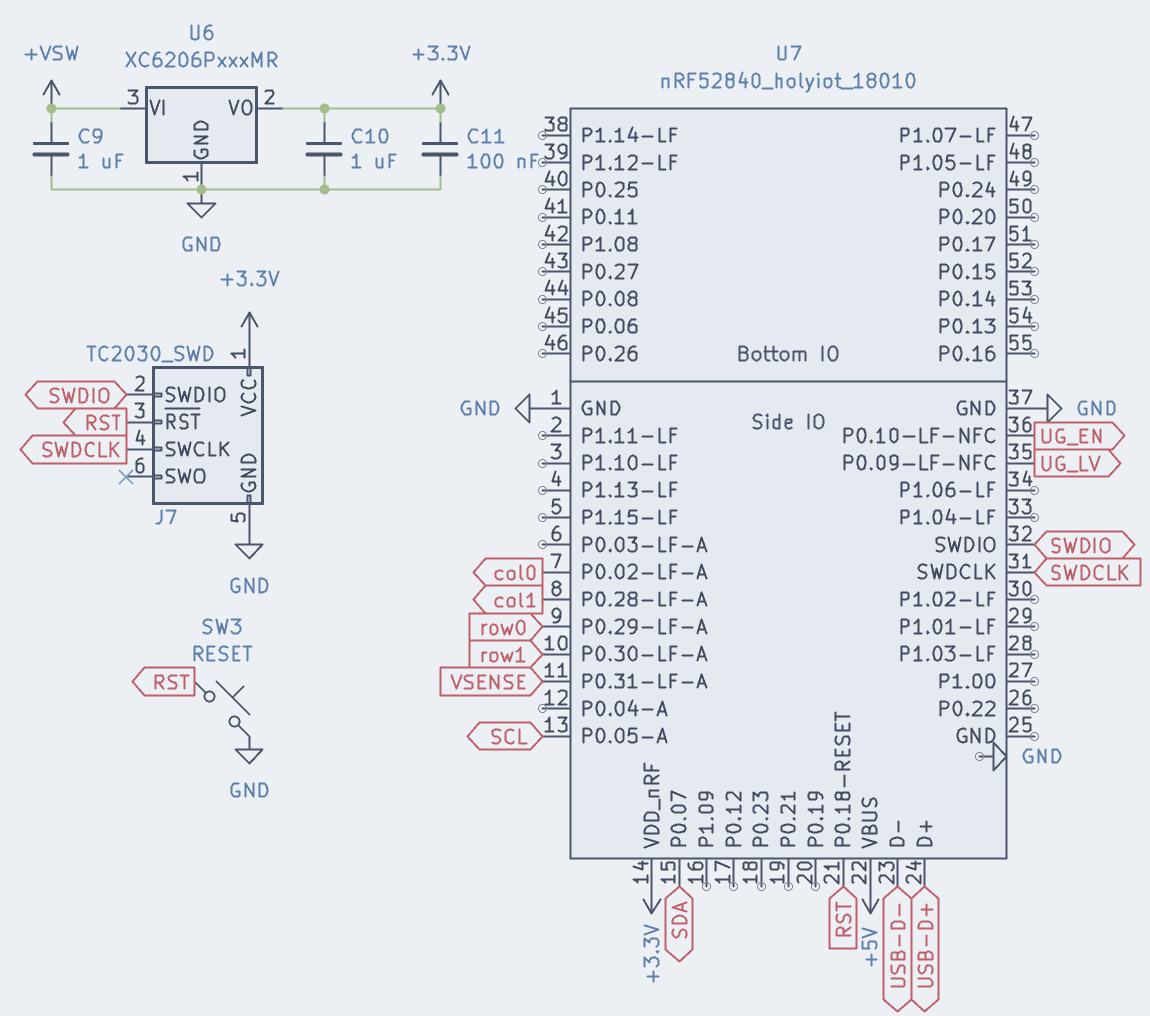 U6
XC6206PxxxMR
+VSW
+3.3V
3
VI
VO
2
GND
1
C9
1 uF
C10
1 uF
C11
100 nF
GND
+3.3V
TC2030_SWD
1
VCC
SWDIO
2
SWDIO
RST
3
RST
SWDCLK
4
SWCLK
6
SWO
GND
5
J7
GND
SW3
RESET
RST
GND
U7
nRF52840_holyiot_18010
38
P1.14-LF
P1.07-LF
47
39
P1.12-LF
P1.05-LF
48
40
P0.25
P0.24
49
41
P0.11
P0.20
50
42
P1.08
P0.17
51
43
P0.27
P0.15
52
44
P0.08
P0.14
53
45
P0.06
P0.13
54
46
P0.26
Bottom IO
P0.16
55
GND
1
GND
Side IO
GND
37
GND
2
P1.11-LF
P0.10-LF-NFC
36
UG_EN
3
P1.10-LF
P0.09-LF-NFC
35
UG_LV
4
P1.13-LF
P1.06-LF
34
5
P1.15-LF
P1.04-LF
33
6
P0.03-LF-A
SWDIO
32
SWDIO
cal0
7
P0.02-LF-A
SWDCLK
31
SWDCLK
cal1
8
P0.28-LF-A
P1.02-LF
30
row0
9
P0.29-LF-A
P1.01-LF
29
row1
10
P0.30-LF-A
P1.03-LF
28
VSENSE
11
P0.31-LF-A
P1.00
27
12
P0.04-A
P0.22
26
SCL
13
P0.05-A
GND
25
GND
VDD_nRF
P0.07
P1.09
P0.12
P0.23
P0.21
P0.19
P0.18-RESET
VBUS
D-
D+
14
15
16
17
18
19
20
21
22
23
24
+3.3V
SDA
RST
+5V
USB-D-
USB-D+